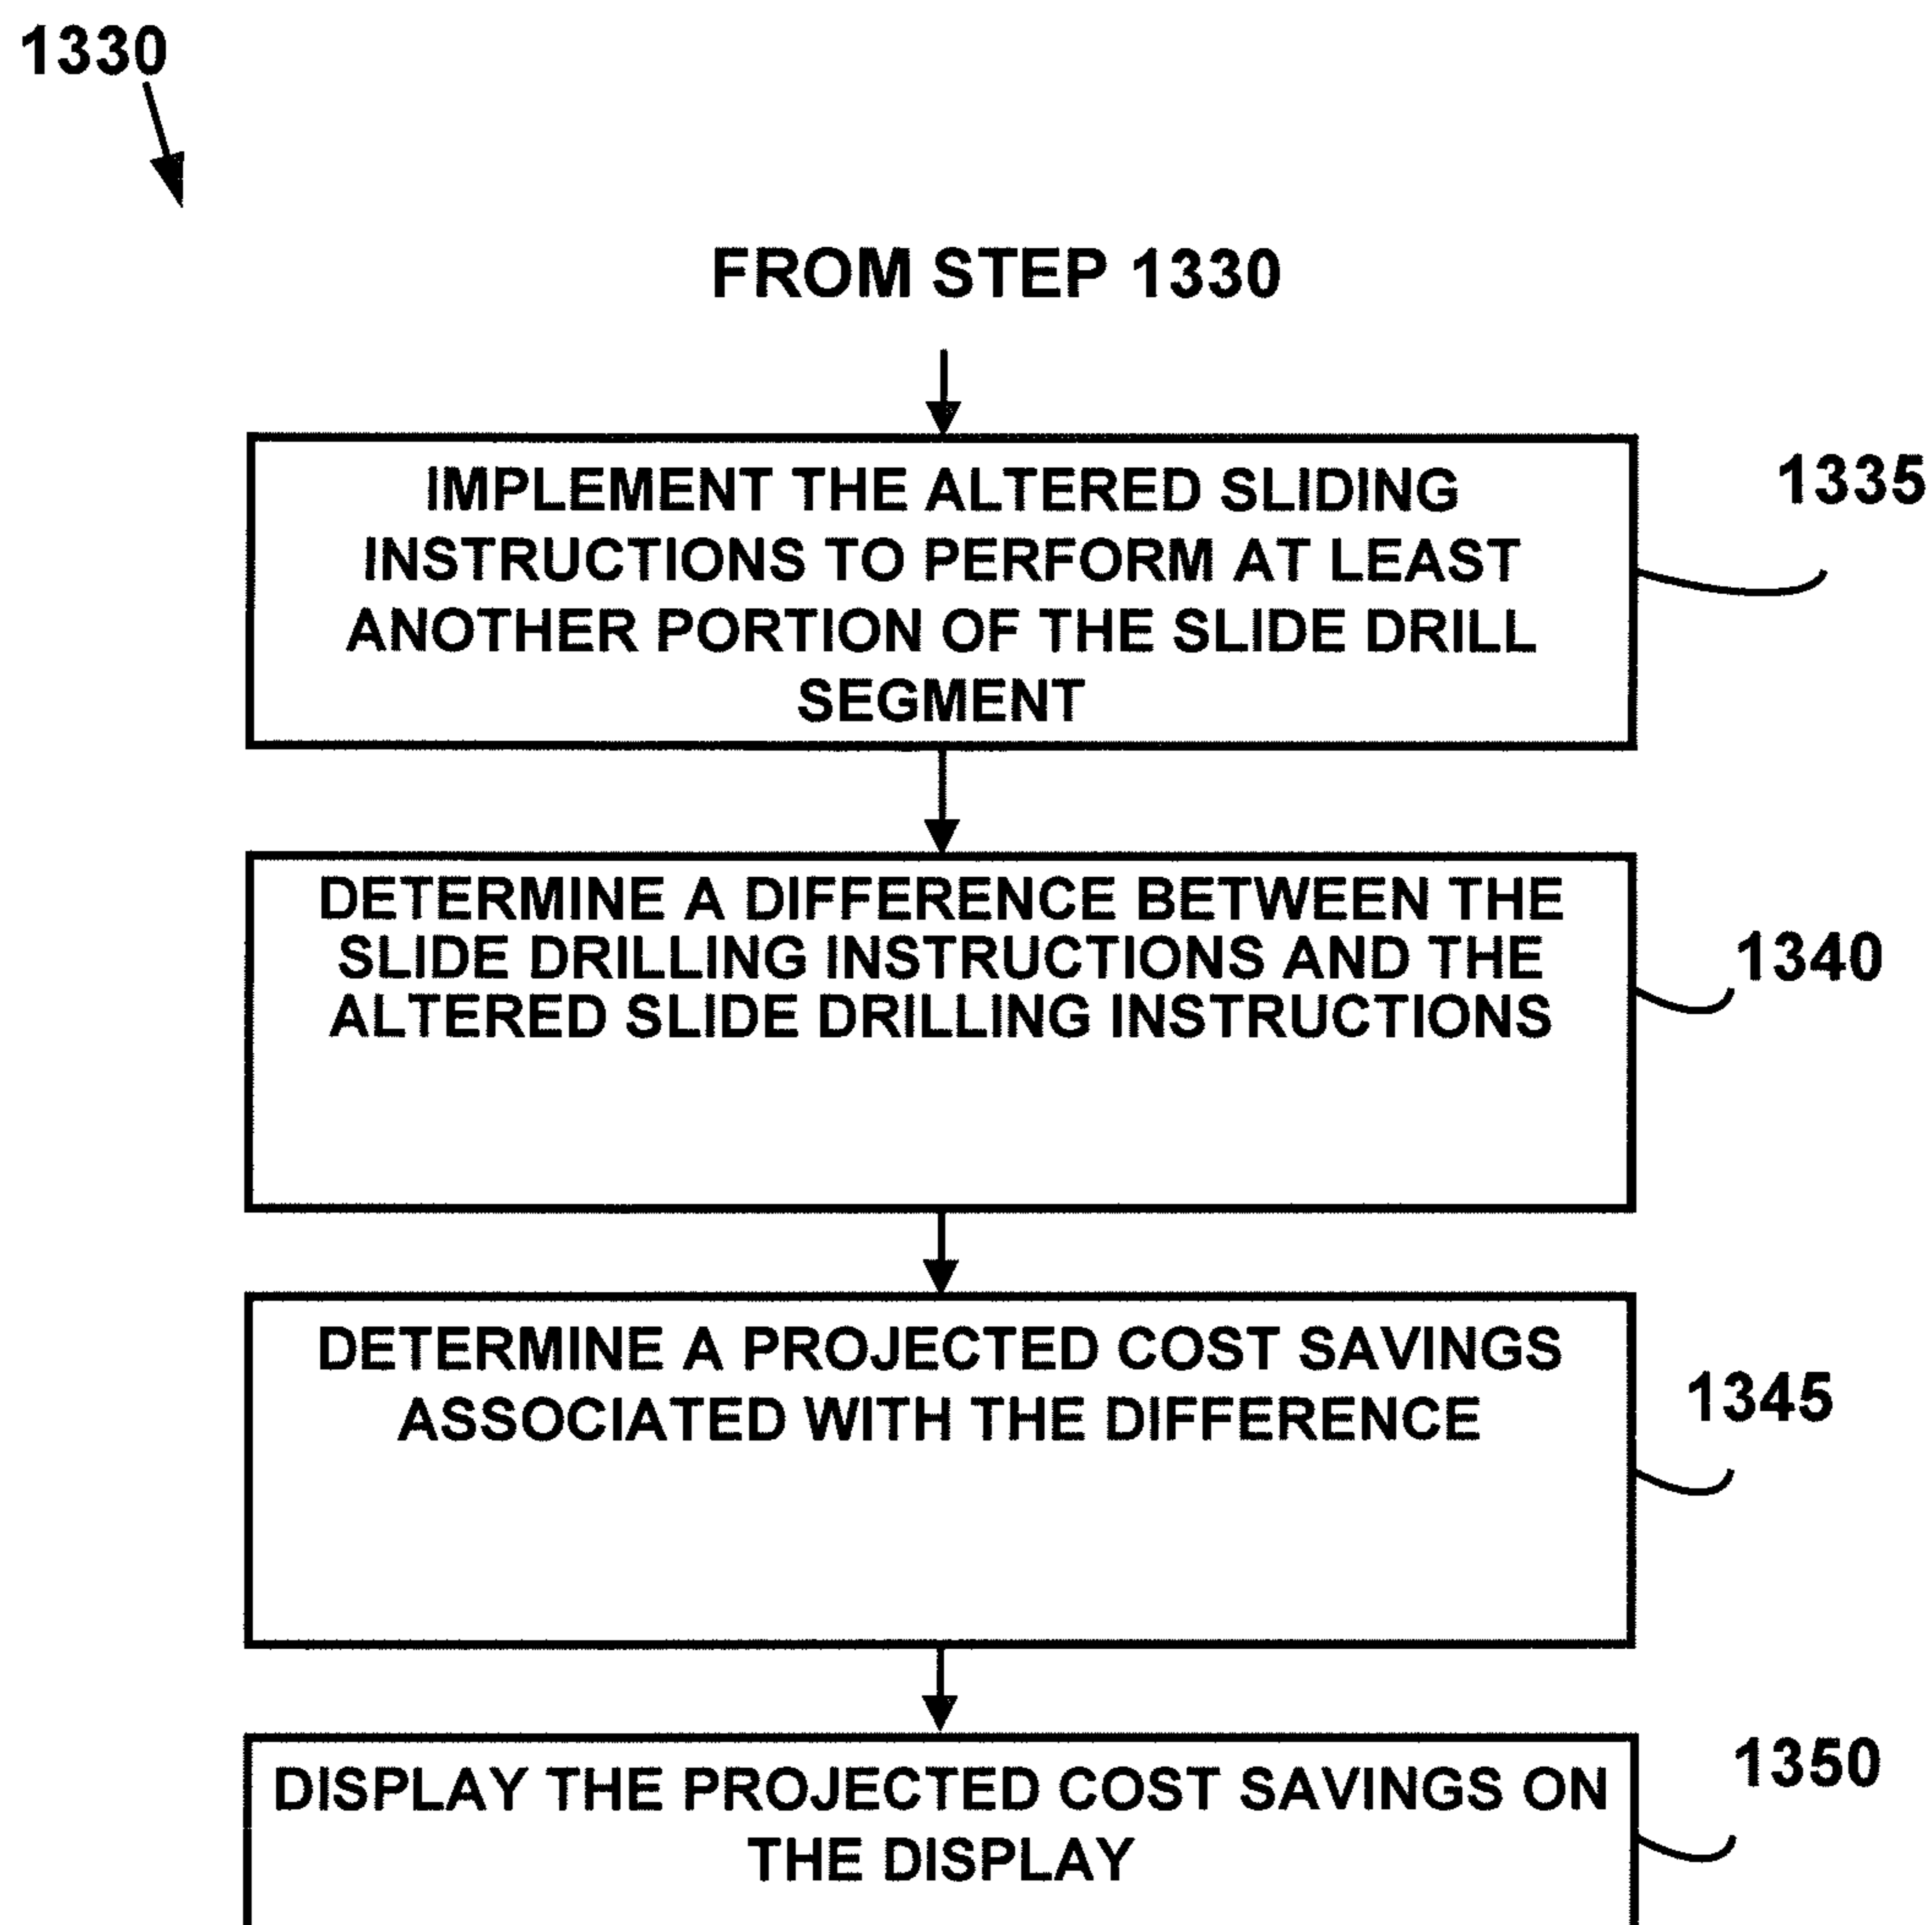 1330
FROM STEP 1330
IMPLEMENT THE ALTERED SLIDING
INSTRUCTIONS TO PERFORM AT LEAST
ANOTHER PORTION OF THE SLIDE DRILL
SEGMENT
1335
DETERMINE A DIFFERENCE BETWEEN THE
SLIDE DRILLING INSTRUCTIONS AND THE
ALTERED SLIDE DRILLING INSTRUCTIONS
1340
DETERMINE A PROJECTED COST SAVINGS
ASSOCIATED WITH THE DIFFERENCE
1345
DISPLAY THE PROJECTED COST SAVINGS ON
THE DISPLAY
1350